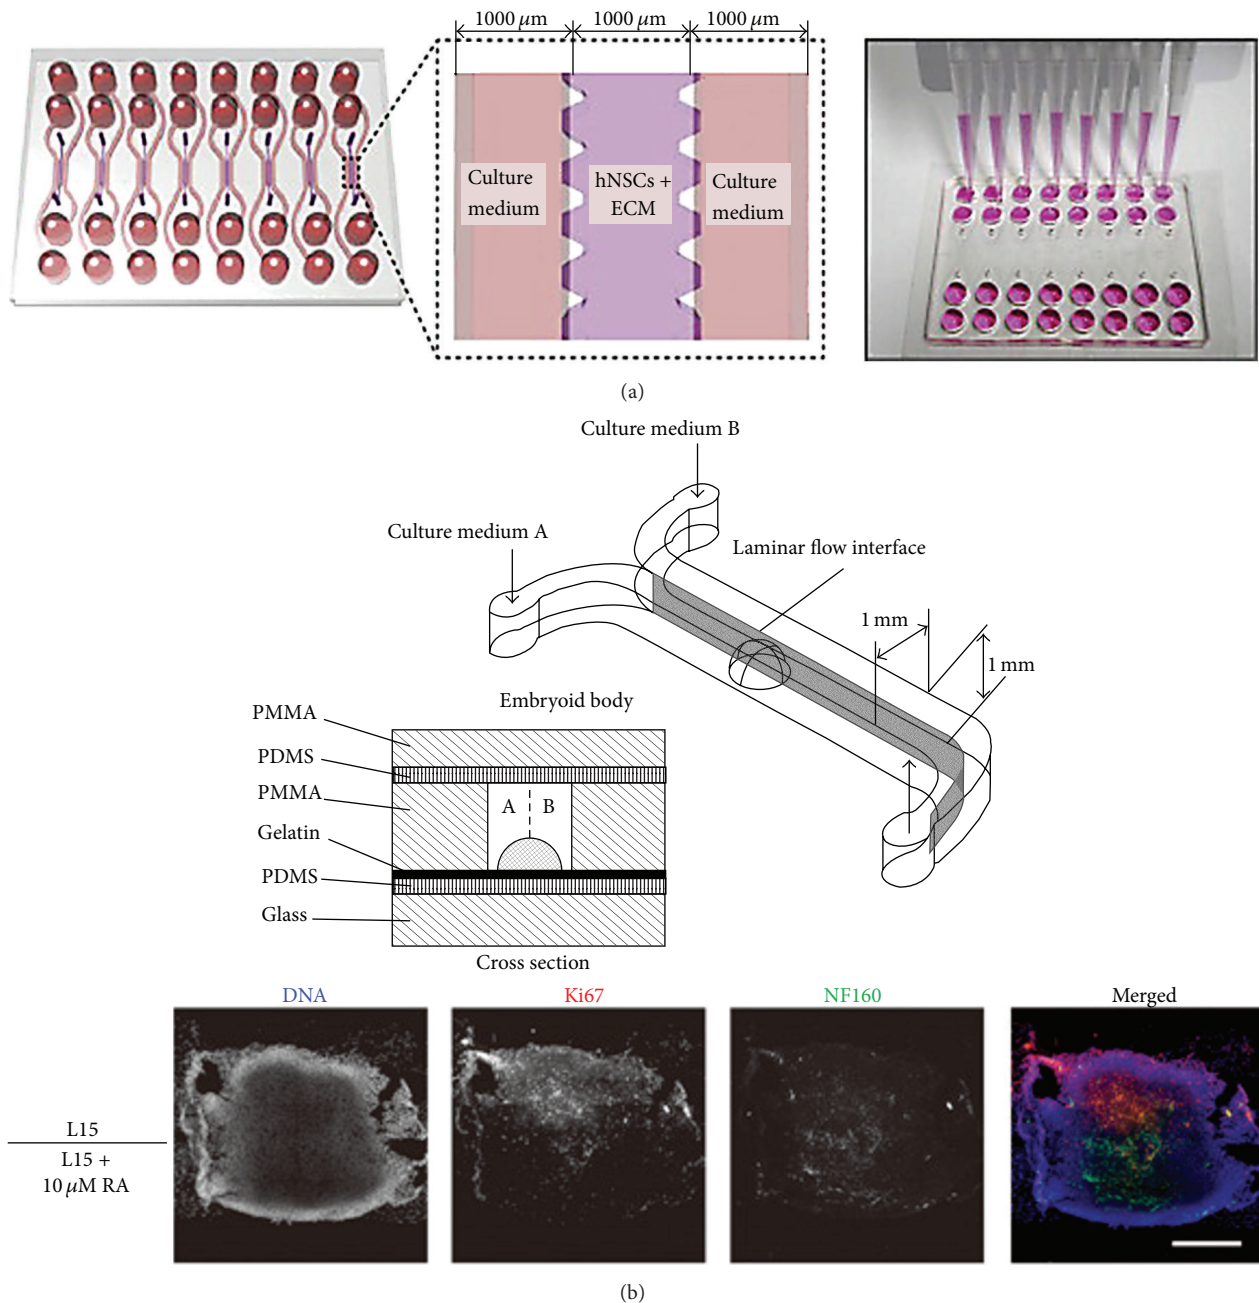 1000 μm 1000 μm 1000 μm
Culture medium
hNSCs + ECM
Culture medium
(a)
Culture medium B
Culture medium A
Laminar flow interface
1 mm
1 mm
Embryoid body
PMMA
PDMS
PMMA
A B
Gelatin
PDMS
Glass
Cross section
DNA Ki67 NF160 Merged
L15
L15 +
10 μM RA
(b)